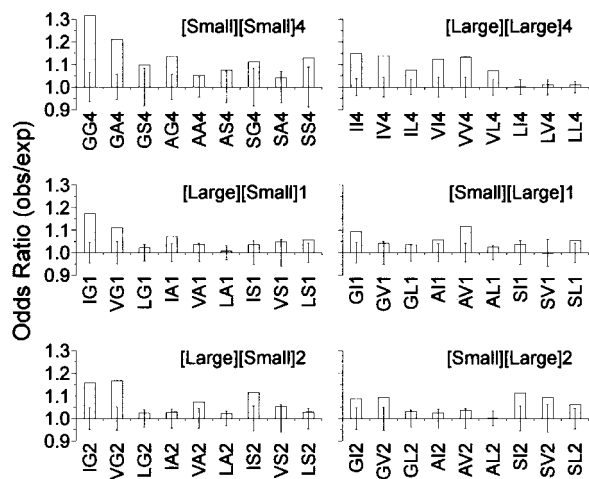 Odds Ratio (obs/exp)
[Small][Small]4
[Large][Large]4
1.3
1.2
1.1
1.0
0.9
GG4 GA4 GS4 AG4 AA4 AS4 SG4 SA4 SS4
II4 IV4 IL4 VI4 VV4 VL4 LI4 LV4 LL4
[Large][Small]1
[Small][Large]1
1.3
1.2
1.1
1.0
0.9
IG1 VG1 LG1 IA1 VA1 LA1 IS1 VS1 LS1
GI1 GV1 GL1 AI1 AV1 AL1 SI1 SV1 SL1
[Large][Small]2
[Small][Large]2
1.3
1.2
1.1
1.0
0.9
IG2 VG2 LG2 IA2 VA2 LA2 IS2 VS2 LS2
GI2 GV2 GL2 AI2 AV2 AL2 SI2 SV2 SL2